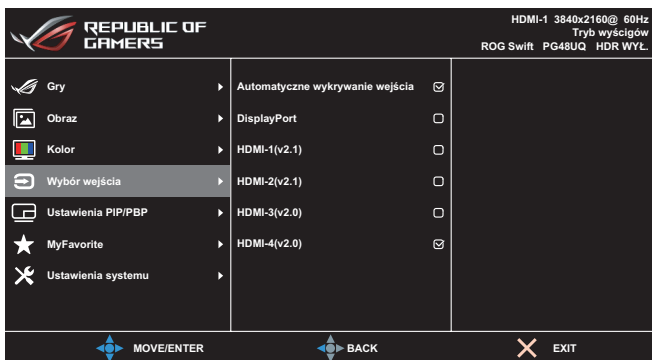 REPUBLIC OF
GAMERS
HDMI-1 3840x2160@ 60Hz
Tryb wyścigów
ROG Swift PG48UQ HDR WYŁ.
Gry
Obraz
Kolor
Wybór wejścia
Ustawienia PIP/PBP
MyFavorite
Ustawienia systemu
Automatyczne wykrywanie wejścia
DisplayPort
HDMI-1(v2.1)
HDMI-2(v2.1)
HDMI-3(v2.0)
HDMI-4(v2.0)
MOVE/ENTER
BACK
EXIT